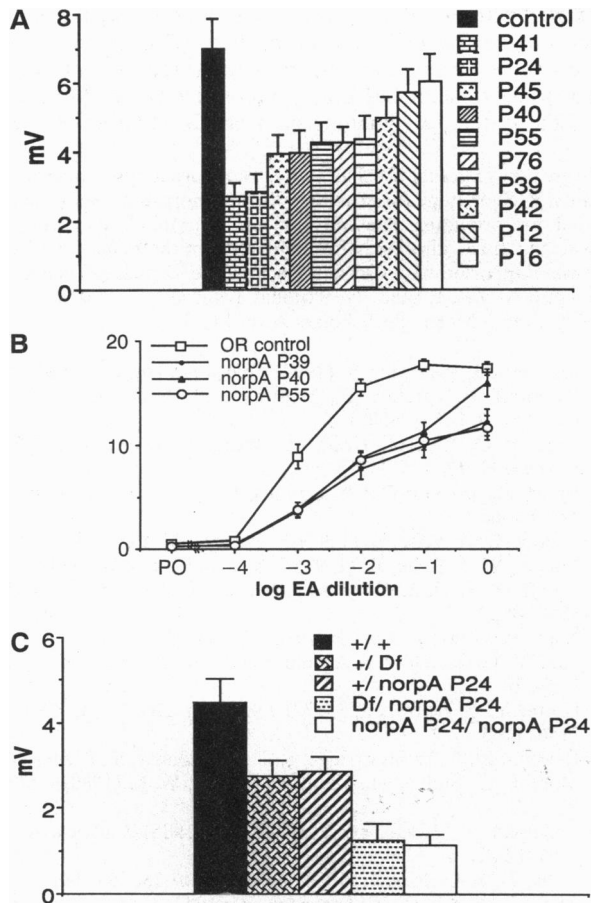 A
8
6
4
2
0
mV
control
P41
P24
P45
P40
P55
P76
P39
P42
P12
P16
B
20
10
0
OR control
norpA P39
norpA P40
norpA P55
PO
−4
−3
−2
−1
0
log EA dilution
C
6
4
2
0
mV
+/ +
+/ Df
+/ norpA P24
Df/ norpA P24
norpA P24/ norpA P24